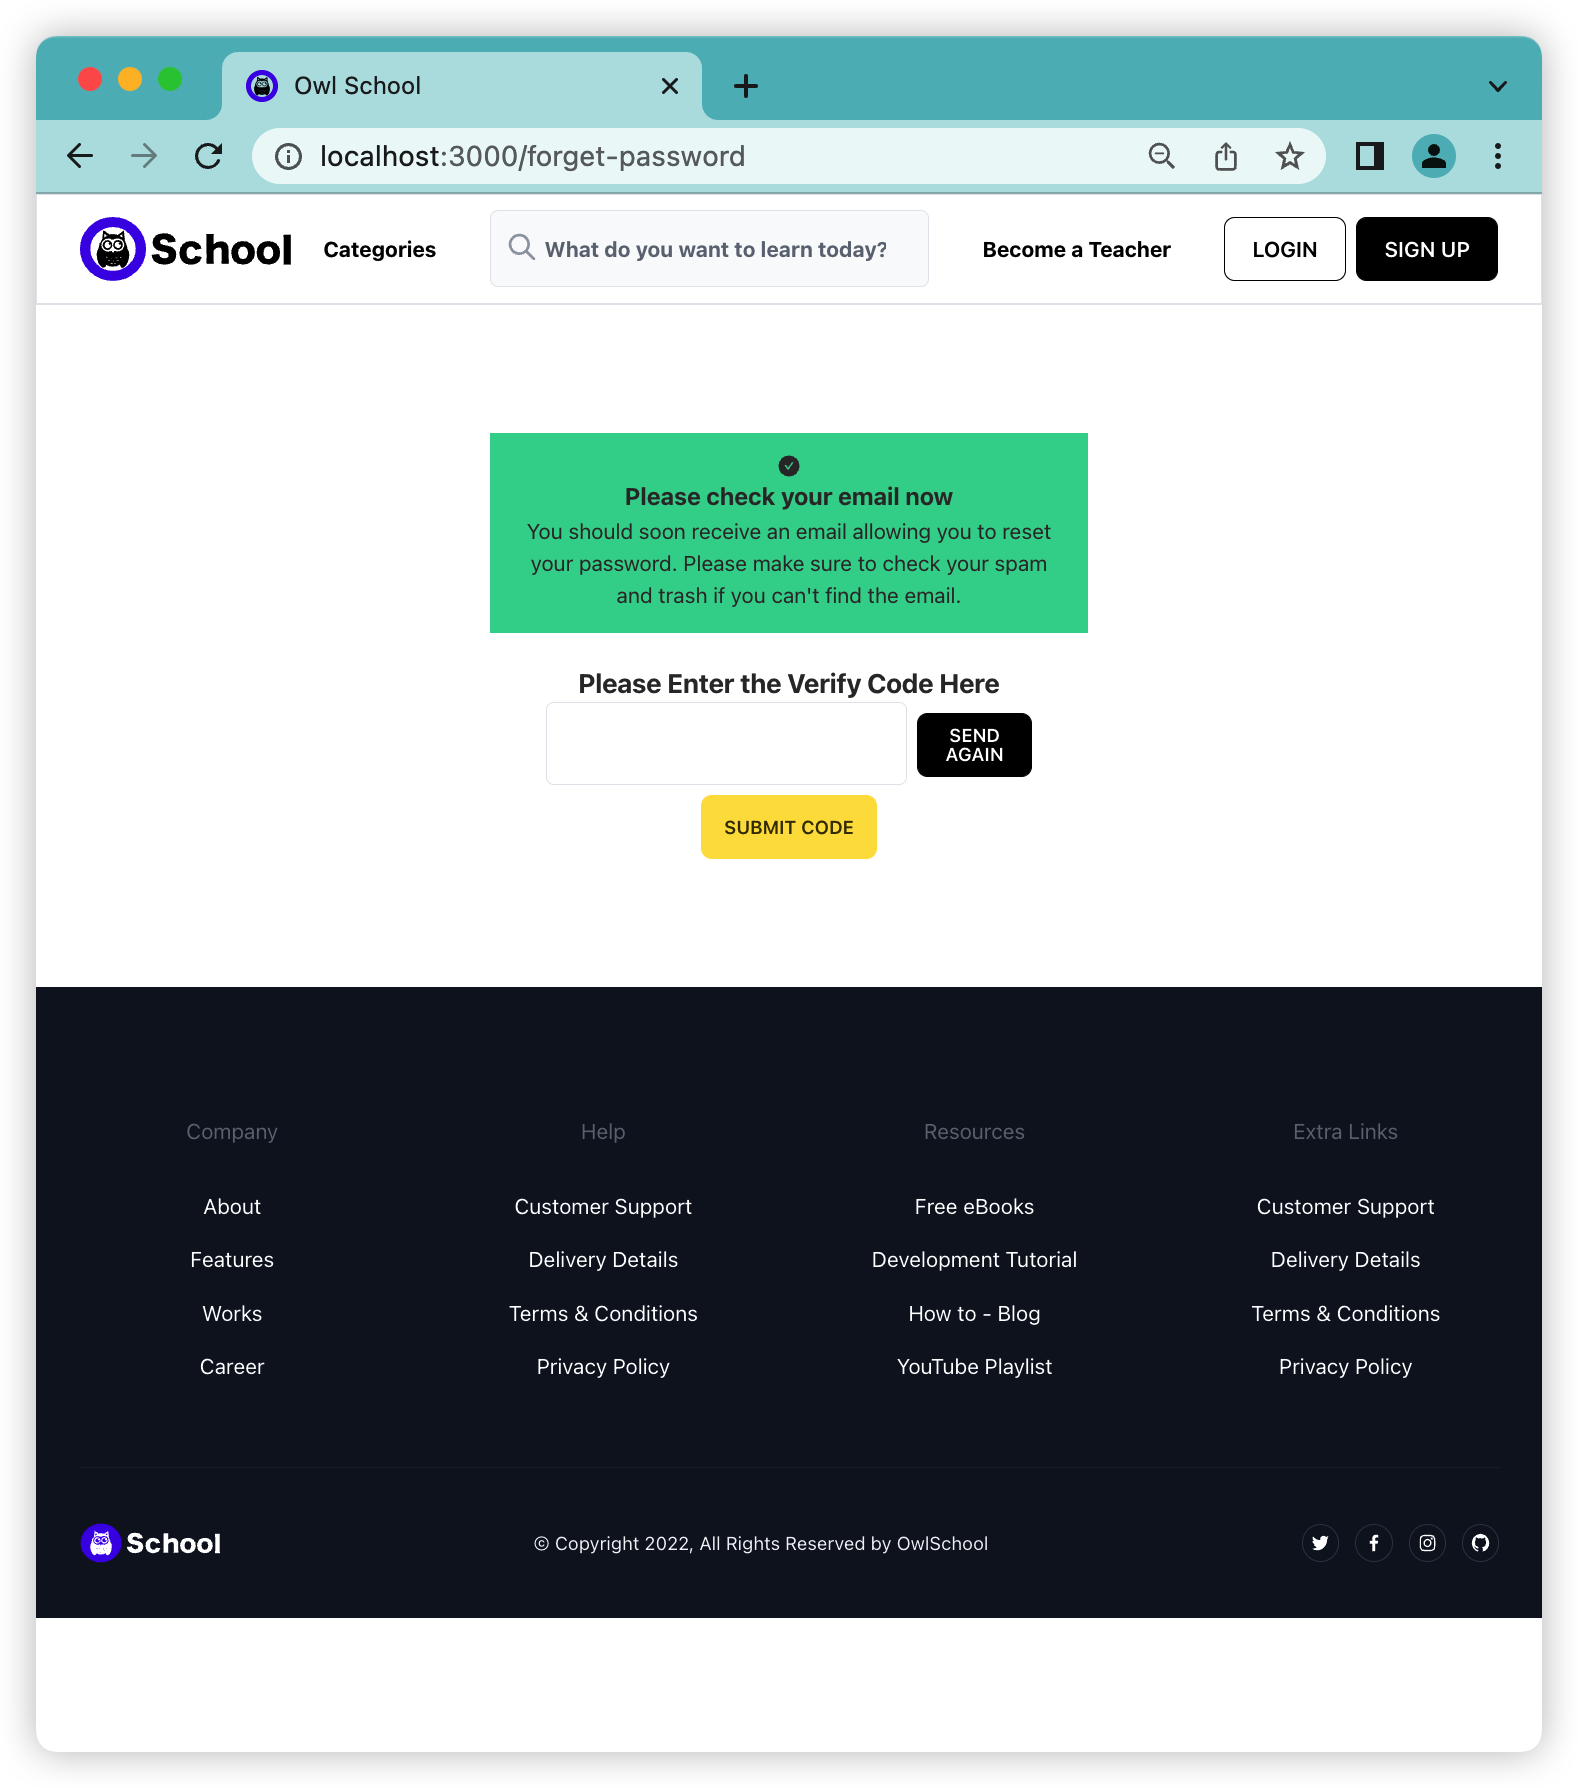 Owl School
localhost:3000/forget-password
School
Categories
What do you want to learn today?
Become a Teacher
LOGIN
SIGN UP
Please check your email now
You should soon receive an email allowing you to reset
your password. Please make sure to check your spam
and trash if you can't find the email.
Please Enter the Verify Code Here
SEND
AGAIN
SUBMIT CODE
Company
About
Features
Works
Career
Help
Customer Support
Delivery Details
Terms & Conditions
Privacy Policy
Resources
Free eBooks
Development Tutorial
How to - Blog
YouTube Playlist
Extra Links
Customer Support
Delivery Details
Terms & Conditions
Privacy Policy
School
© Copyright 2022, All Rights Reserved by OwlSchool